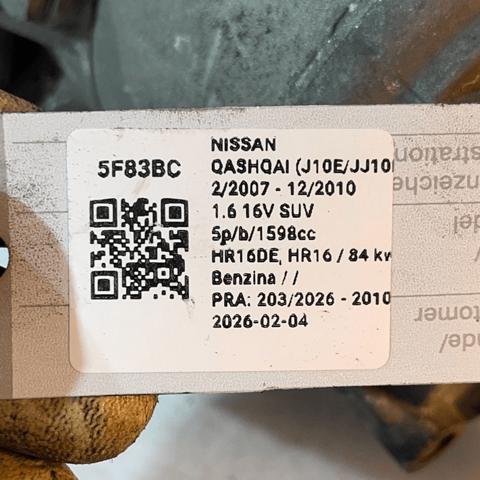 5F83BC
NISSAN
QASHQAI (J10E/JJ10
2/2007 - 12/2010
1.6 16V SUV
5p/b/1598cc
HR16DE, HR16 / 84 kw
Benzina / /
PRA: 203/2026 - 2010
2026-02-04